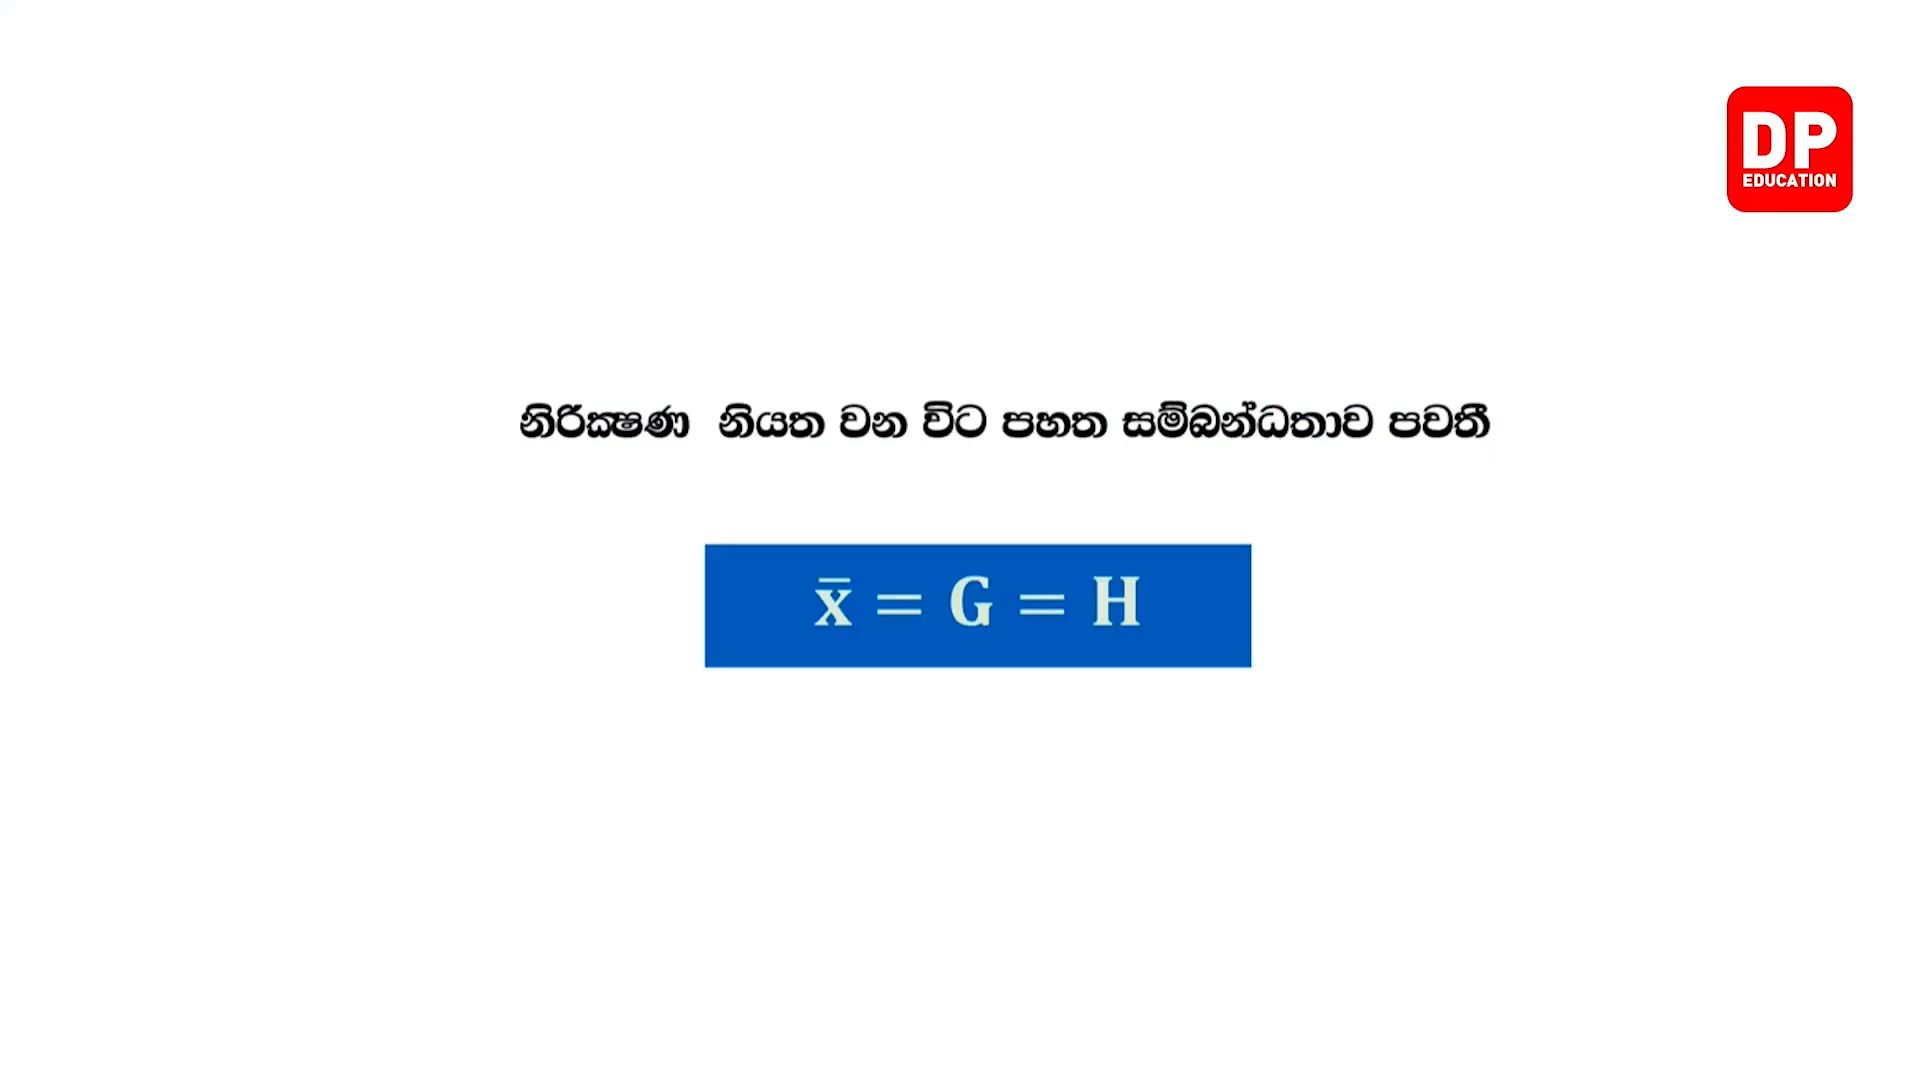 DP
EDUCATION
නිරික්‍ෂණ නියත වන විට පහත සම්බන්ධතාව පවතී
x̄ = G = H